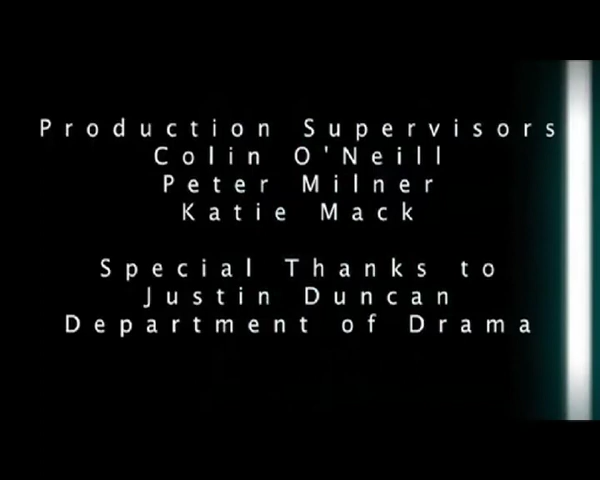 Production Supervisors
Colin O'Neill
Peter Milner
Katie Mack
Special Thanks to
Justin Duncan
Department of Drama